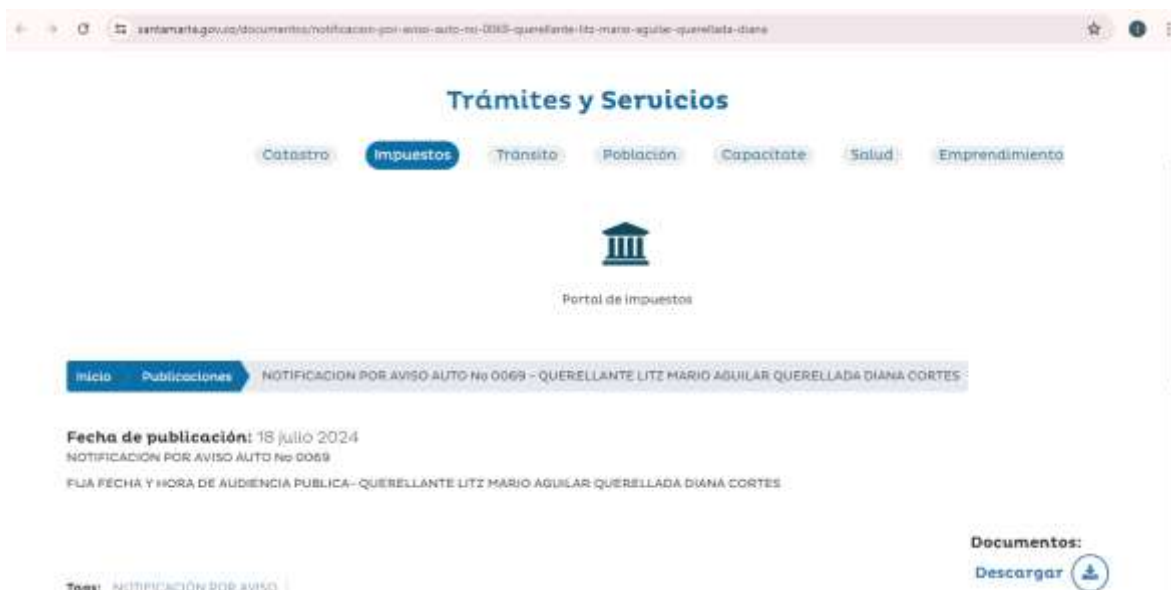 santamarta.gov.co/documentos/notificacion-por-aviso-auto-no-0069-querellante-litz-mario-aguilar-querellada-diana
Trámites y Servicios
Catastro Impuestos Tránsito Población Capacitate Salud Emprendimiento
Portal de impuestos
Inicio Publicaciones NOTIFICACION POR AVISO AUTO No 0069 - QUERELLANTE LITZ MARIO AGUILAR QUERELLADA DIANA CORTES
Fecha de publicación: 18 julio 2024
NOTIFICACION POR AVISO AUTO No 0069
FIJA FECHA Y HORA DE AUDIENCIA PUBLICA- QUERELLANTE LITZ MARIO AGUILAR QUERELLADA DIANA CORTES
Documentos:
Descargar
Tags: NOTIFICACIÓN POR AVISO